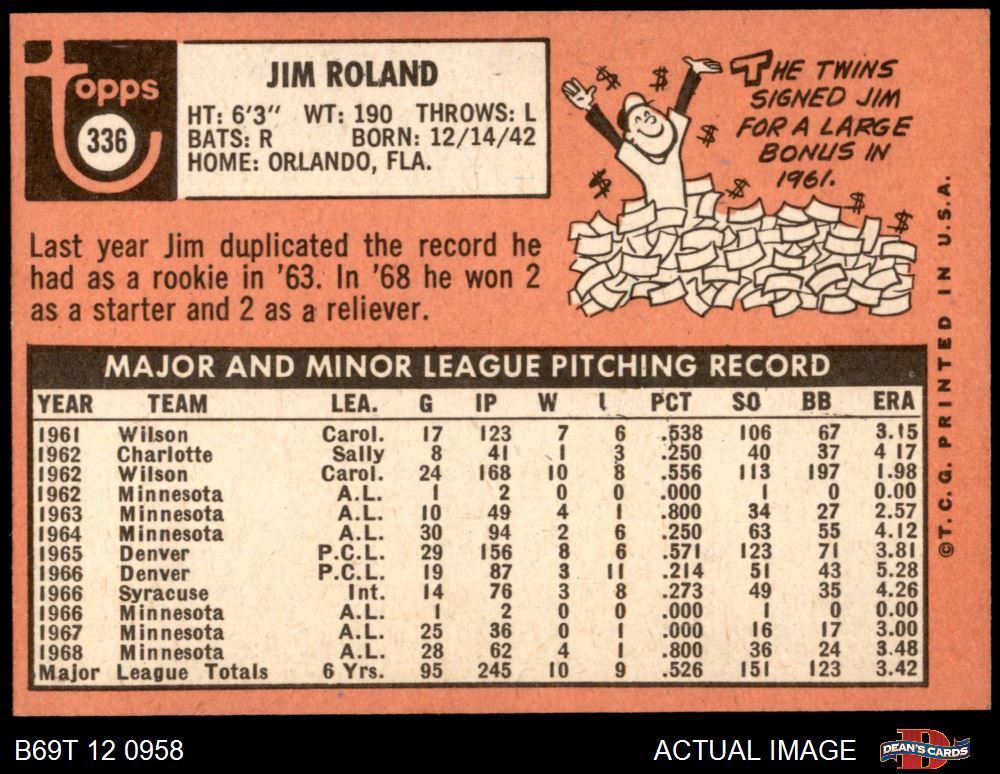 Topps
336
JIM ROLAND
HT: 6'3" WT: 190 THROWS: L
BATS: R BORN: 12/14/42
HOME: ORLANDO, FLA.
THE TWINS
SIGNED JIM
FOR A LARGE
BONUS IN
1961.
$ $ $ $ $ $ $
Last year Jim duplicated the record he
had as a rookie in '63. In '68 he won 2
as a starter and 2 as a reliever.
MAJOR AND MINOR LEAGUE PITCHING RECORD
YEAR TEAM LEA. G IP W L PCT SO BB ERA
1961 Wilson Carol. 17 123 7 6 .538 106 67 3.15
1962 Charlotte Sally 8 41 1 3 .250 40 37 4.17
1962 Wilson Carol. 24 168 10 8 .556 113 197 1.98
1962 Minnesota A.L. 1 2 0 0 .000 1 0 0.00
1963 Minnesota A.L. 10 49 4 1 .800 34 27 2.57
1964 Minnesota A.L. 30 94 2 6 .250 63 55 4.12
1965 Denver P.C.L. 29 156 8 6 .571 123 71 3.81
1966 Denver P.C.L. 19 87 3 11 .214 51 43 5.28
1966 Syracuse Int. 14 76 3 8 .273 49 35 4.26
1966 Minnesota A.L. 1 2 0 0 .000 1 0 0.00
1967 Minnesota A.L. 25 36 0 1 .000 16 17 3.00
1968 Minnesota A.L. 28 62 4 1 .800 36 24 3.48
Major League Totals 6 Yrs. 95 245 10 9 .526 151 123 3.42
©T. C. G. PRINTED IN U.S.A.
B69T 12 0958
ACTUAL IMAGE
D
DEAN'S CARDS